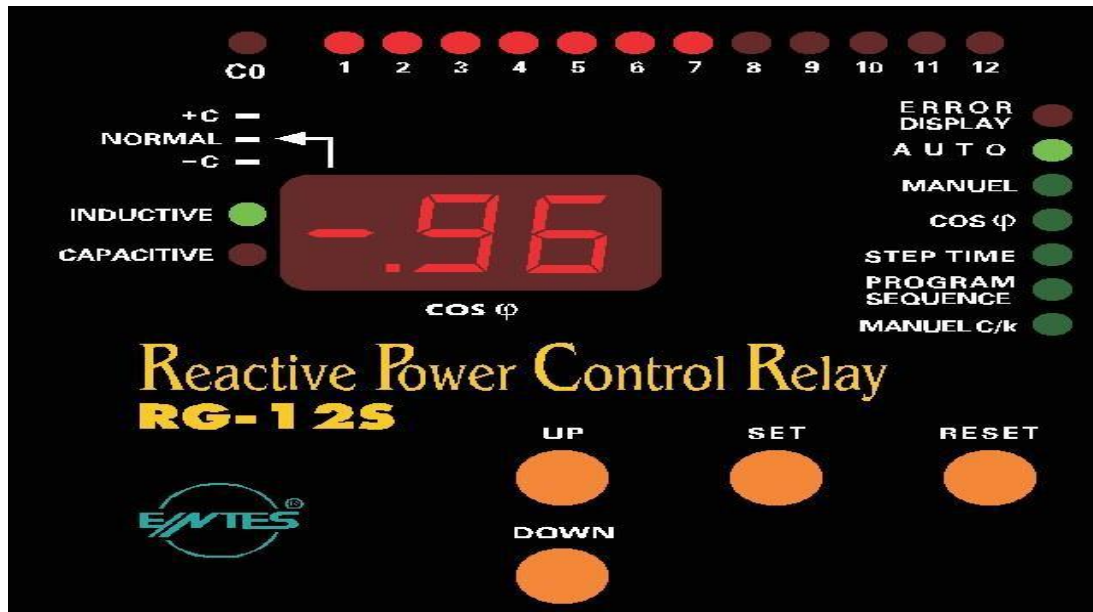 C0 1 2 3 4 5 6 7 8 9 10 11 12
+C
NORMAL
-C
INDUCTIVE
CAPACITIVE
-.96
COS φ
ERROR
DISPLAY
AUTO
MANUEL
COS φ
STEP TIME
PROGRAM
SEQUENCE
MANUEL C/k
Reactive Power Control Relay
RG-12S
UP
SET
RESET
DOWN
ENTES